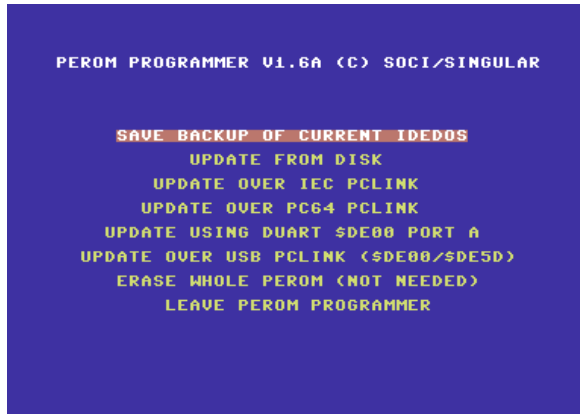 PEROM PROGRAMMER V1.6A (C) SOCI/SINGULAR
SAVE BACKUP OF CURRENT IDEDOS
UPDATE FROM DISK
UPDATE OVER IEC PCLINK
UPDATE OVER PC64 PCLINK
UPDATE USING DUART $DE00 PORT A
UPDATE OVER USB PCLINK ($DE00/$DE5D)
ERASE WHOLE PEROM (NOT NEEDED)
LEAVE PEROM PROGRAMMER